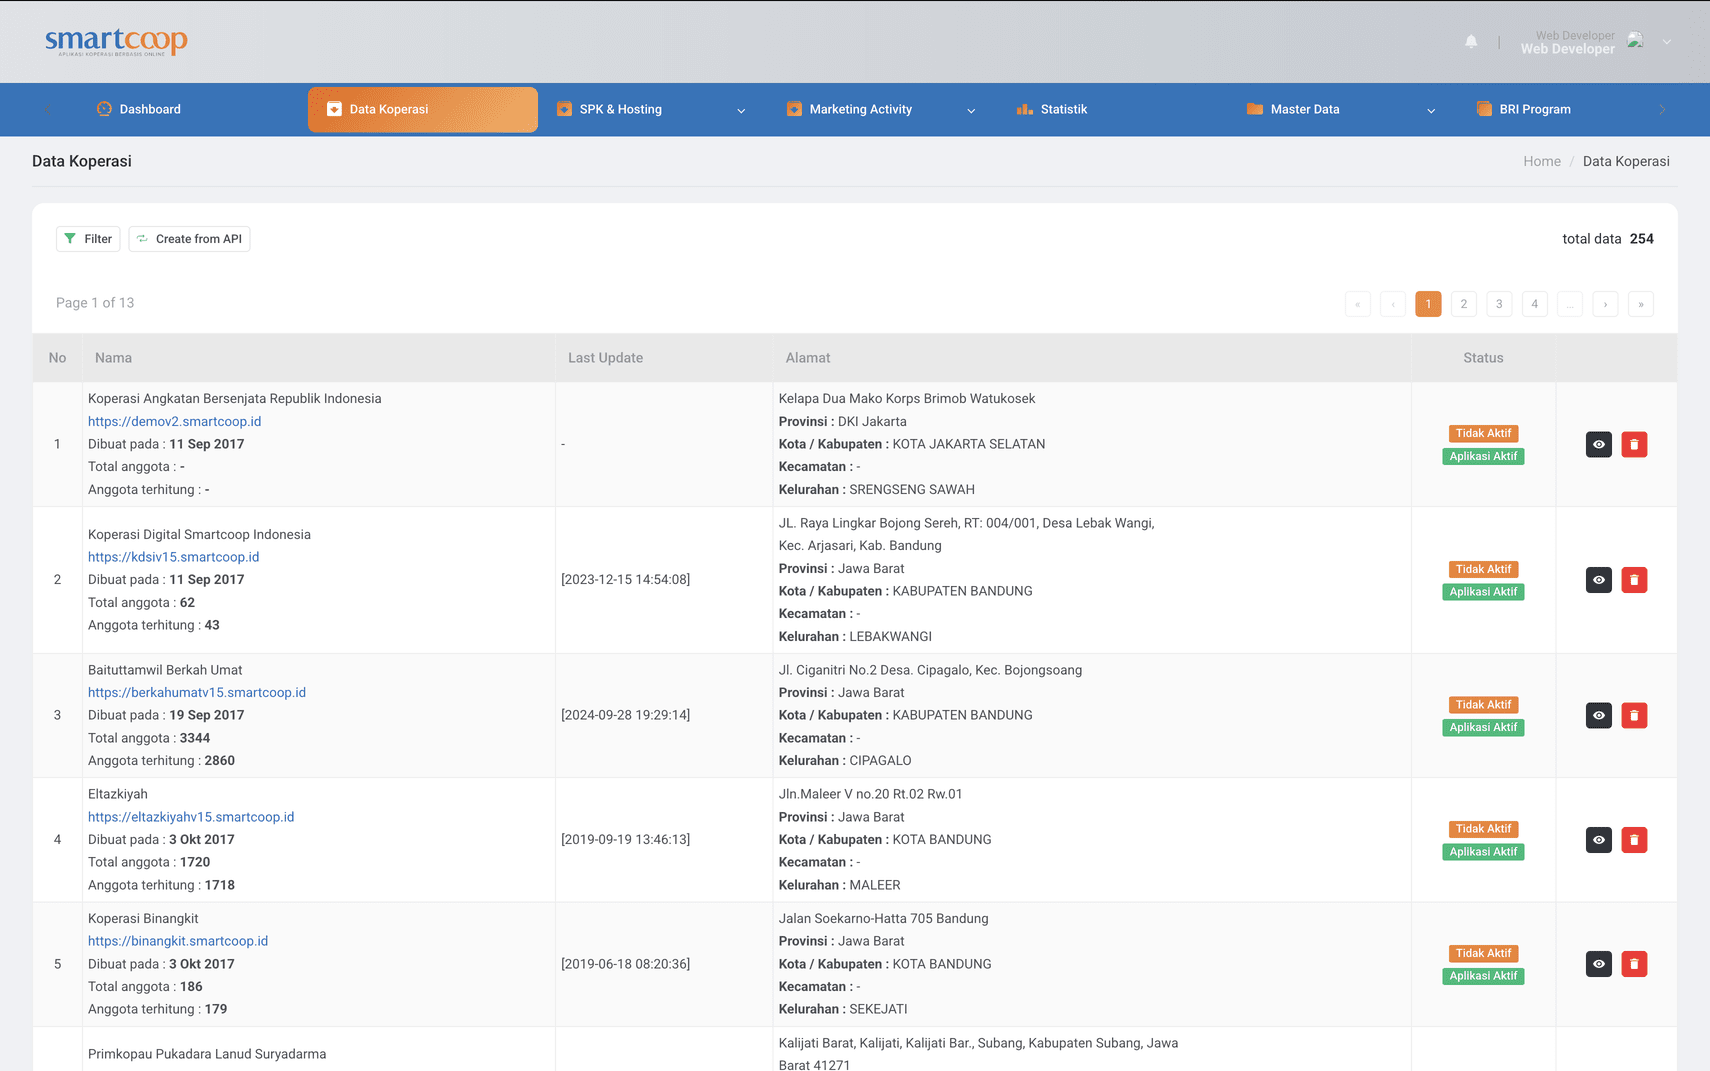 smartcoop
APLIKASI KOPERASI BERBASIS ONLINE
Web Developer
Web Developer
Dashboard
Data Koperasi
SPK & Hosting
Marketing Activity
Statistik
Master Data
BRI Program
Data Koperasi
Home / Data Koperasi
Filter
Create from API
total data 254
Page 1 of 13
« ‹ 1 2 3 4 ... › »
No Nama Last Update Alamat Status
1
Koperasi Angkatan Bersenjata Republik Indonesia
https://demov2.smartcoop.id
Dibuat pada : 11 Sep 2017
Total anggota : -
Anggota terhitung : -
-
Kelapa Dua Mako Korps Brimob Watukosek
Provinsi : DKI Jakarta
Kota / Kabupaten : KOTA JAKARTA SELATAN
Kecamatan : -
Kelurahan : SRENGSENG SAWAH
Tidak Aktif
Aplikasi Aktif
2
Koperasi Digital Smartcoop Indonesia
https://kdsiv15.smartcoop.id
Dibuat pada : 11 Sep 2017
Total anggota : 62
Anggota terhitung : 43
[2023-12-15 14:54:08]
JL. Raya Lingkar Bojong Sereh, RT: 004/001, Desa Lebak Wangi,
Kec. Arjasari, Kab. Bandung
Provinsi : Jawa Barat
Kota / Kabupaten : KABUPATEN BANDUNG
Kecamatan : -
Kelurahan : LEBAKWANGI
Tidak Aktif
Aplikasi Aktif
3
Baituttamwil Berkah Umat
https://berkahumatv15.smartcoop.id
Dibuat pada : 19 Sep 2017
Total anggota : 3344
Anggota terhitung : 2860
[2024-09-28 19:29:14]
Jl. Ciganitri No.2 Desa. Cipagalo, Kec. Bojongsoang
Provinsi : Jawa Barat
Kota / Kabupaten : KABUPATEN BANDUNG
Kecamatan : -
Kelurahan : CIPAGALO
Tidak Aktif
Aplikasi Aktif
4
Eltazkiyah
https://eltazkiyahv15.smartcoop.id
Dibuat pada : 3 Okt 2017
Total anggota : 1720
Anggota terhitung : 1718
[2019-09-19 13:46:13]
Jln.Maleer V no.20 Rt.02 Rw.01
Provinsi : Jawa Barat
Kota / Kabupaten : KOTA BANDUNG
Kecamatan : -
Kelurahan : MALEER
Tidak Aktif
Aplikasi Aktif
5
Koperasi Binangkit
https://binangkit.smartcoop.id
Dibuat pada : 3 Okt 2017
Total anggota : 186
Anggota terhitung : 179
[2019-06-18 08:20:36]
Jalan Soekarno-Hatta 705 Bandung
Provinsi : Jawa Barat
Kota / Kabupaten : KOTA BANDUNG
Kecamatan : -
Kelurahan : SEKEJATI
Tidak Aktif
Aplikasi Aktif
Primkopau Pukadara Lanud Suryadarma
Kalijati Barat, Kalijati, Kalijati Bar., Subang, Kabupaten Subang, Jawa
Barat 41271